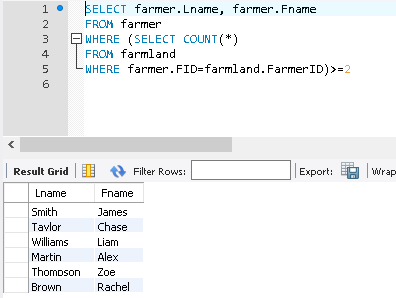 1 SELECT farmer.Lname, farmer.Fname
2 FROM farmer
3 WHERE (SELECT COUNT(*)
4 FROM farmland
5 WHERE farmer.FID=farmland.FarmerID)>=2
6
Result Grid Filter Rows: Export: Wrap
Lname Fname
Smith James
Taylor Chase
Williams Liam
Martin Alex
Thompson Zoe
Brown Rachel